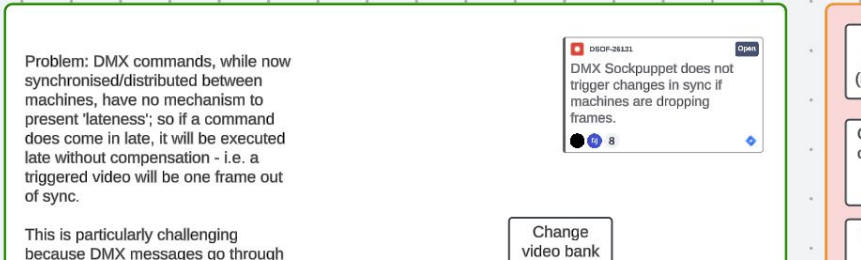 Problem: DMX commands, while now
synchronised/distributed between
machines, have no mechanism to
present 'lateness'; so if a command
does come in late, it will be executed
late without compensation - i.e. a
triggered video will be one frame out
of sync.
This is particularly challenging
because DMX messages go through
DSOF-26131
Open
DMX Sockpuppet does not
trigger changes in sync if
machines are dropping
frames.
8
Change
video bank
(